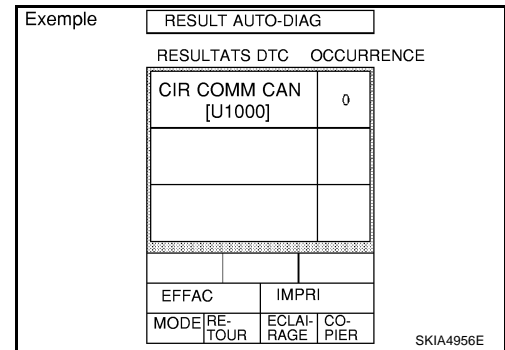 Exemple
RESULT AUTO-DIAG
RESULTATS DTC OCCURRENCE
CIR COMM CAN 0
[U1000]
EFFAC IMPRI
MODE RE- ECLAI- CO-
TOUR RAGE PIER
SKIA4956E